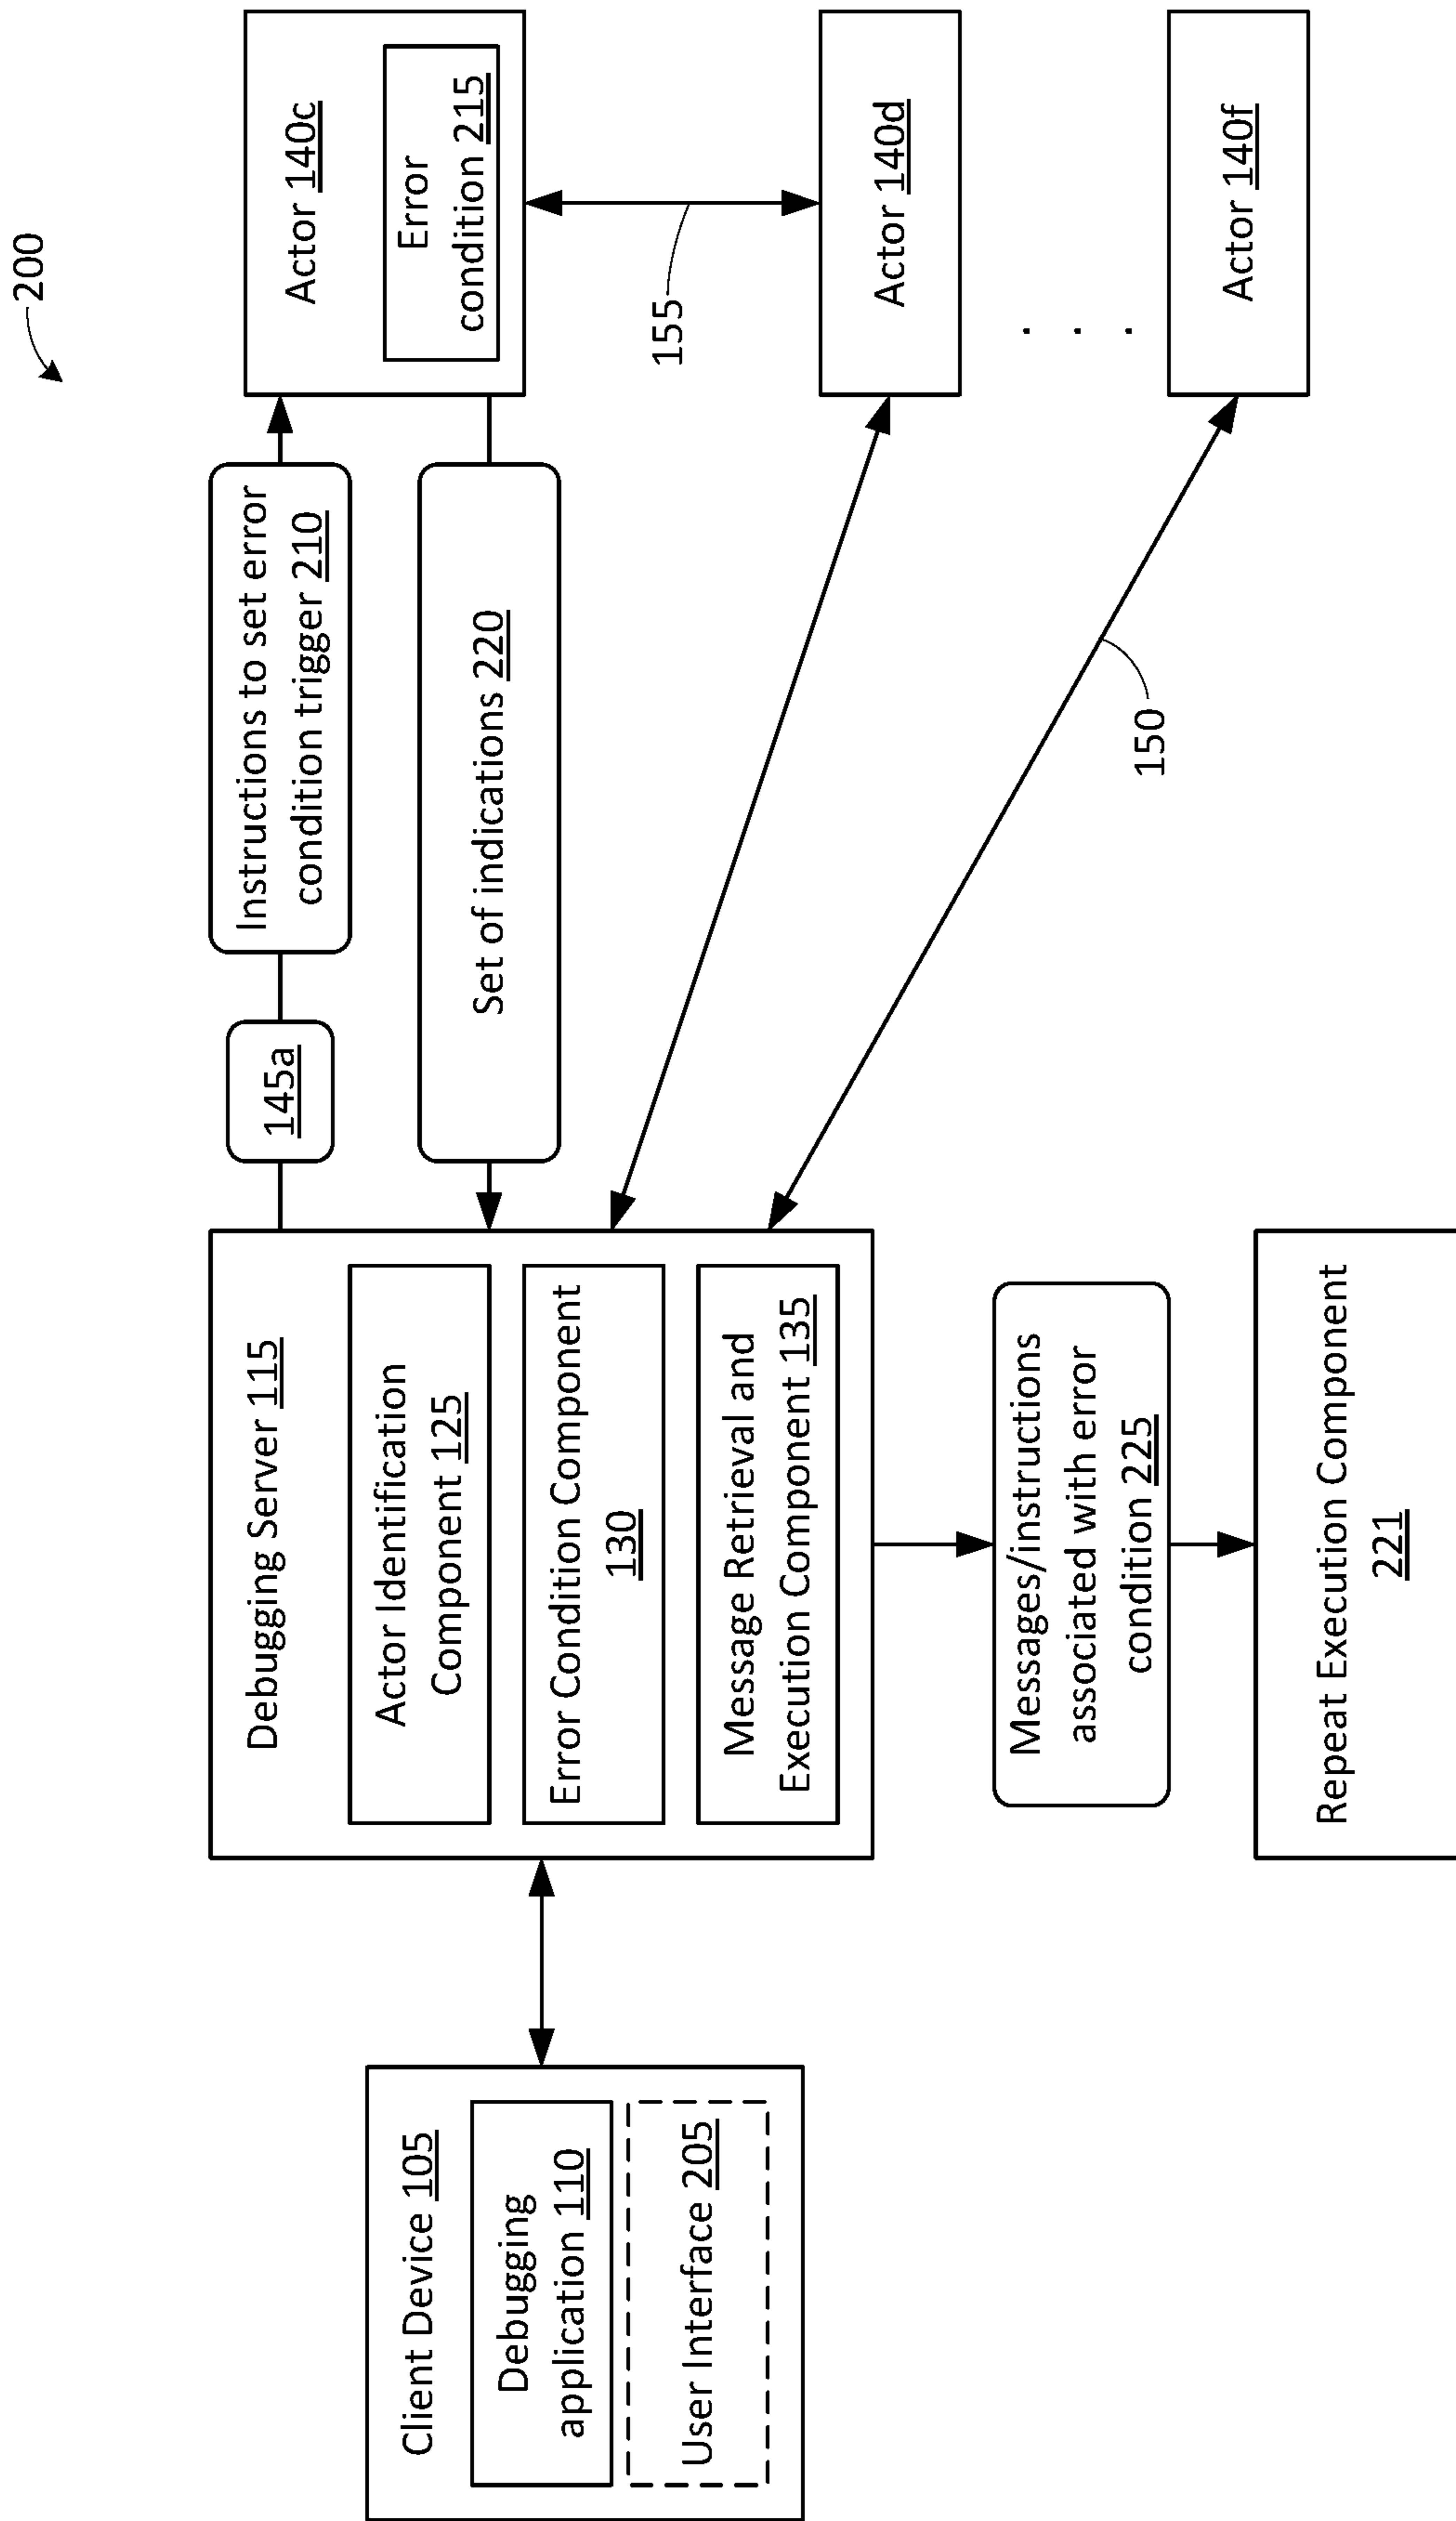 200
Client Device 105
Debugging
application 110
User Interface 205
Debugging Server 115
Actor Identification
Component 125
Error Condition Component
130
Message Retrieval and
Execution Component 135
145a
Instructions to set error
condition trigger 210
Set of indications 220
Actor 140c
Error
condition 215
155
Actor 140d
. . .
Actor 140f
150
Messages/instructions
associated with error
condition 225
Repeat Execution Component
221